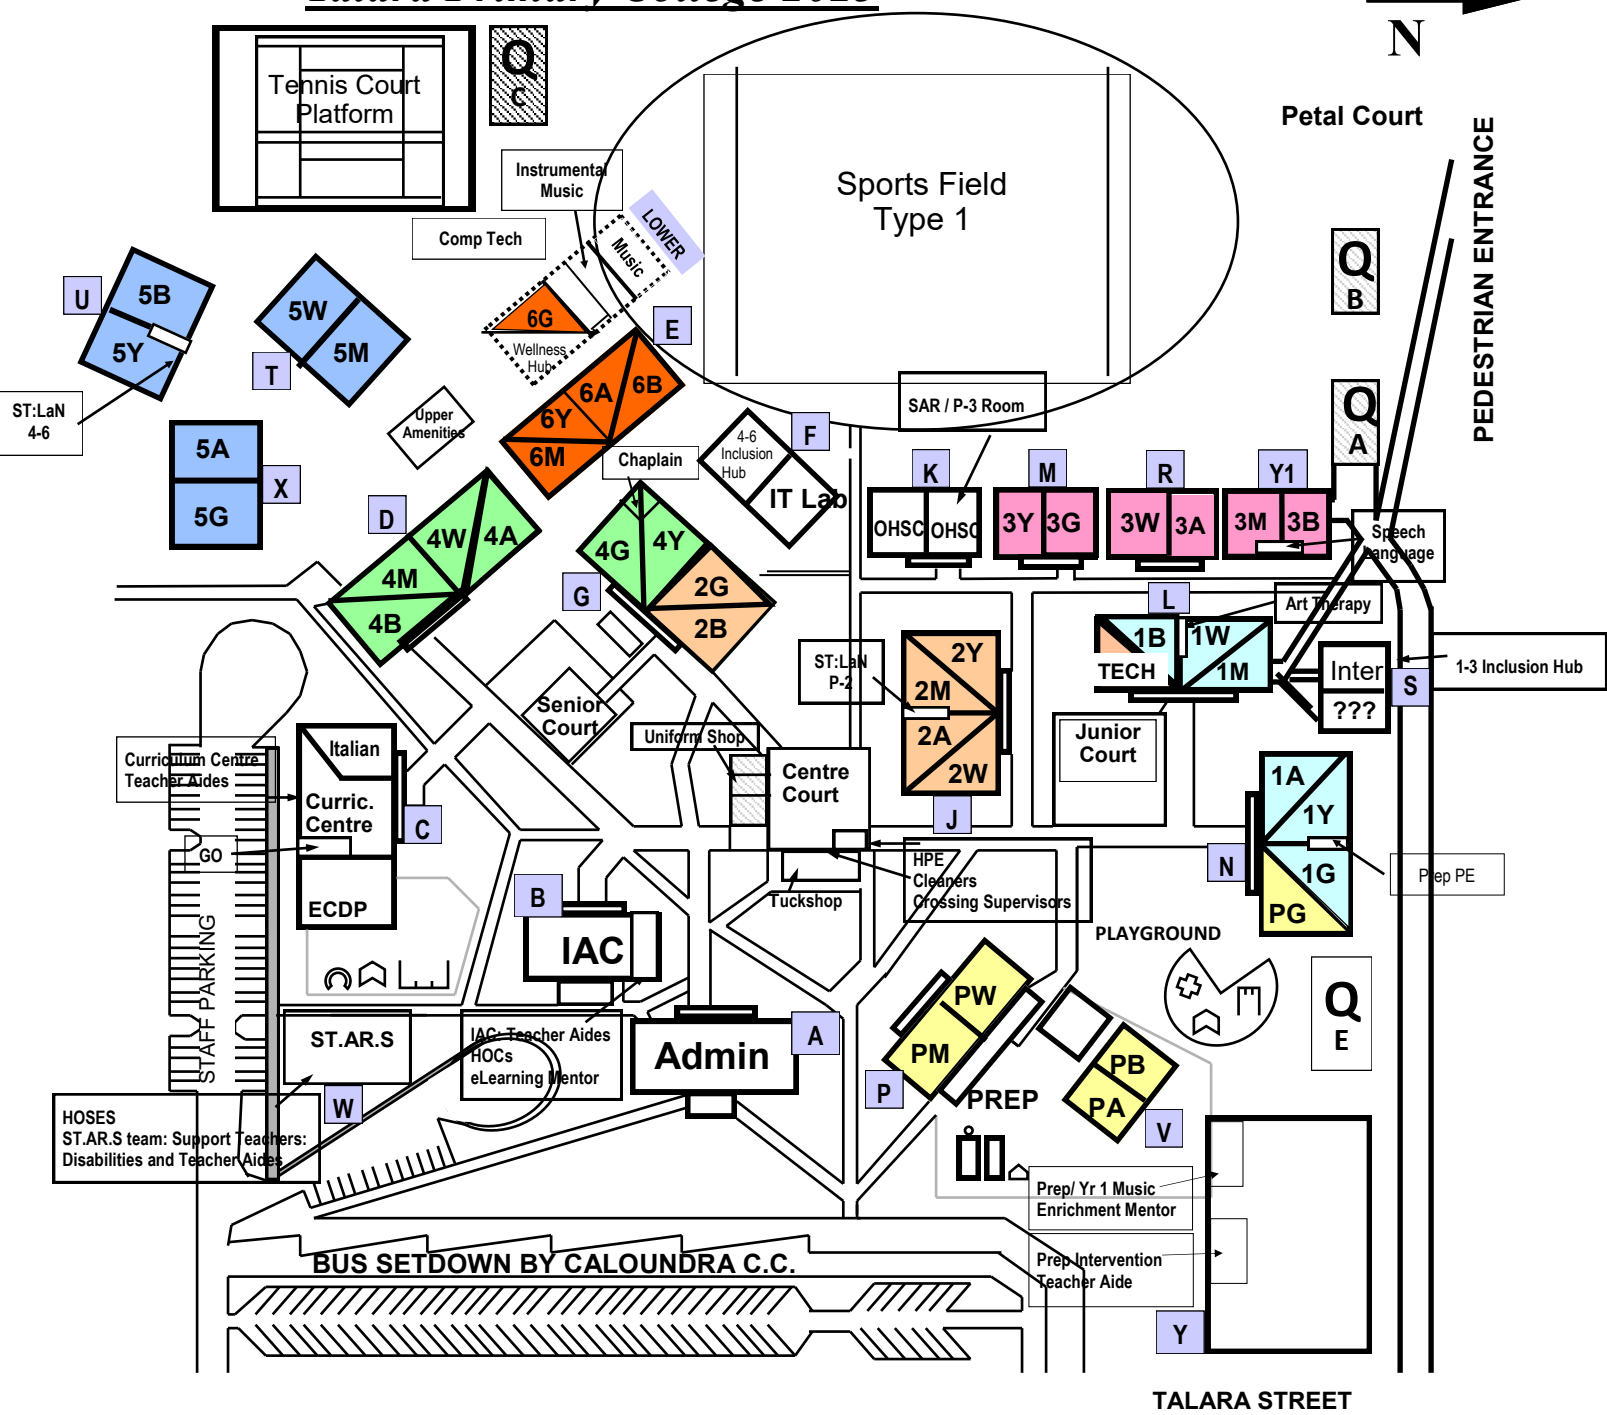 N
Q
C
Tennis Court
Platform
Petal Court
PEDESTRIAN ENTRANCE
Instrumental
Music
Sports Field
Type 1
LOWER
Music
Comp Tech
Q
B
U
5B
5Y
5W
5M
T
6G
Wellness
Hub
E
6B
6A
6Y
6M
ST:LaN
4-6
Upper
Amenities
SAR / P-3 Room
Q
A
4-6
Inclusion
Hub
F
IT Lab
Chaplain
5A
5G
X
K
M
R
Y1
OHSC
OHSC
3Y
3G
3W
3A
3M
3B
Speech
Language
D
4W
4A
4M
4B
4G
4Y
G
2G
2B
L
Art Therapy
1B
1W
TECH
1M
Inter
???
S
1-3 Inclusion Hub
ST:LaN
P-2
2Y
2M
2A
2W
J
Senior
Court
Uniform Shop
Junior
Court
Centre
Court
Curriculum Centre
Teacher Aides
Italian
Curric.
Centre
C
GO
ECDP
1A
1Y
1G
PG
N
Prep PE
HPE
Cleaners
Crossing Supervisors
Tuckshop
B
IAC
STAFF PARKING
PLAYGROUND
Q
E
PW
PM
P
PREP
PB
PA
V
ST.AR.S
W
IAC: Teacher Aides
HOCs
eLearning Mentor
Admin
A
HOSES
ST.AR.S team: Support Teachers:
Disabilities and Teacher Aides
Prep/ Yr 1 Music
Enrichment Mentor
Prep Intervention
Teacher Aide
Y
BUS SETDOWN BY CALOUNDRA C.C.
TALARA STREET